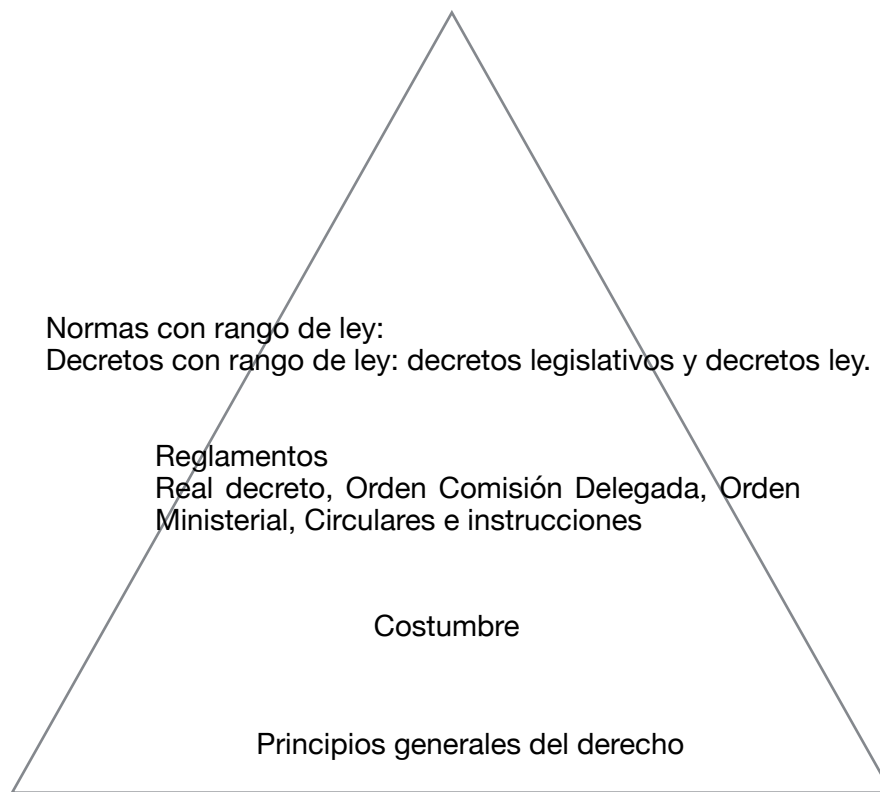 Normas con rango de ley:
Decretos con rango de ley: decretos legislativos y decretos ley.
Reglamentos
Real decreto, Orden Comisión Delegada, Orden
Ministerial, Circulares e instrucciones
Costumbre
Principios generales del derecho